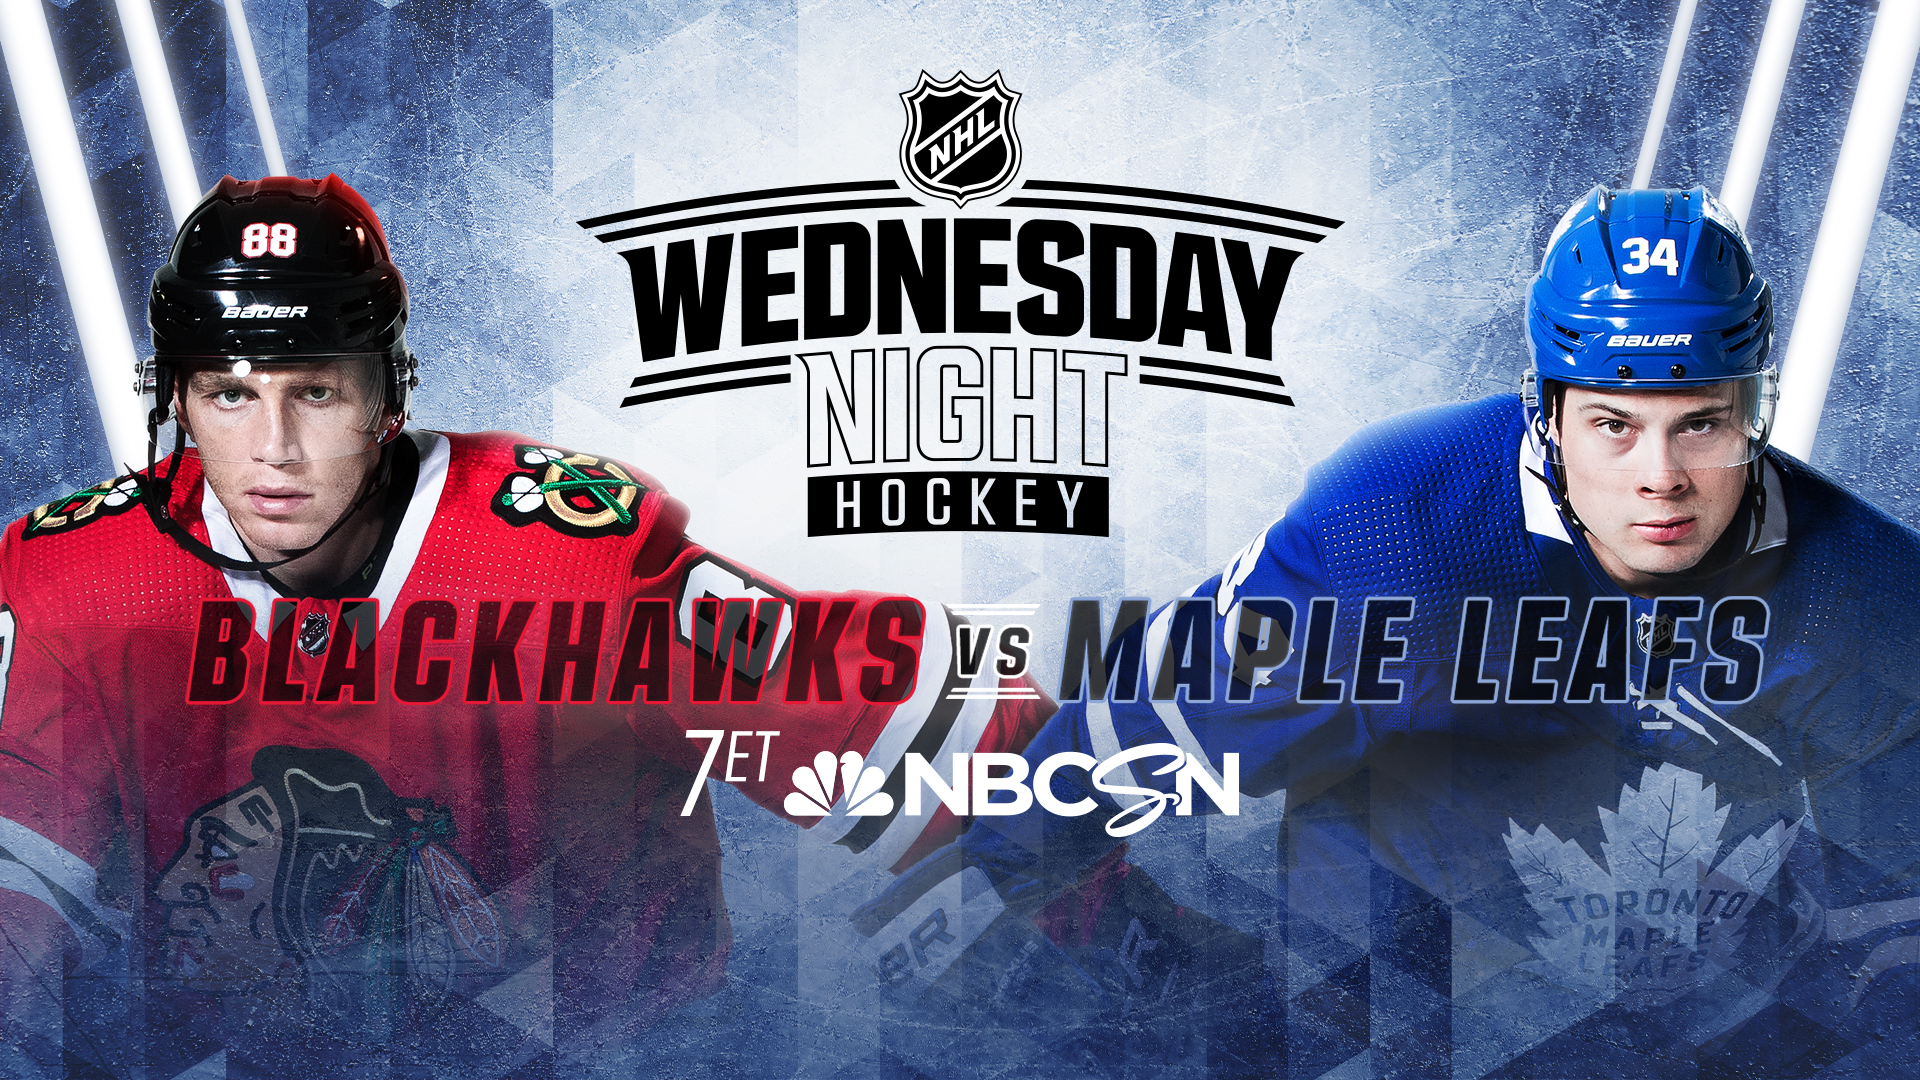 NHL
WEDNESDAY
NIGHT
HOCKEY
88
BAUER
34
BAUER
BLACKHAWKS VS MAPLE LEAFS
7ET NBCSN
TORONTO
MAPLE
LEAFS